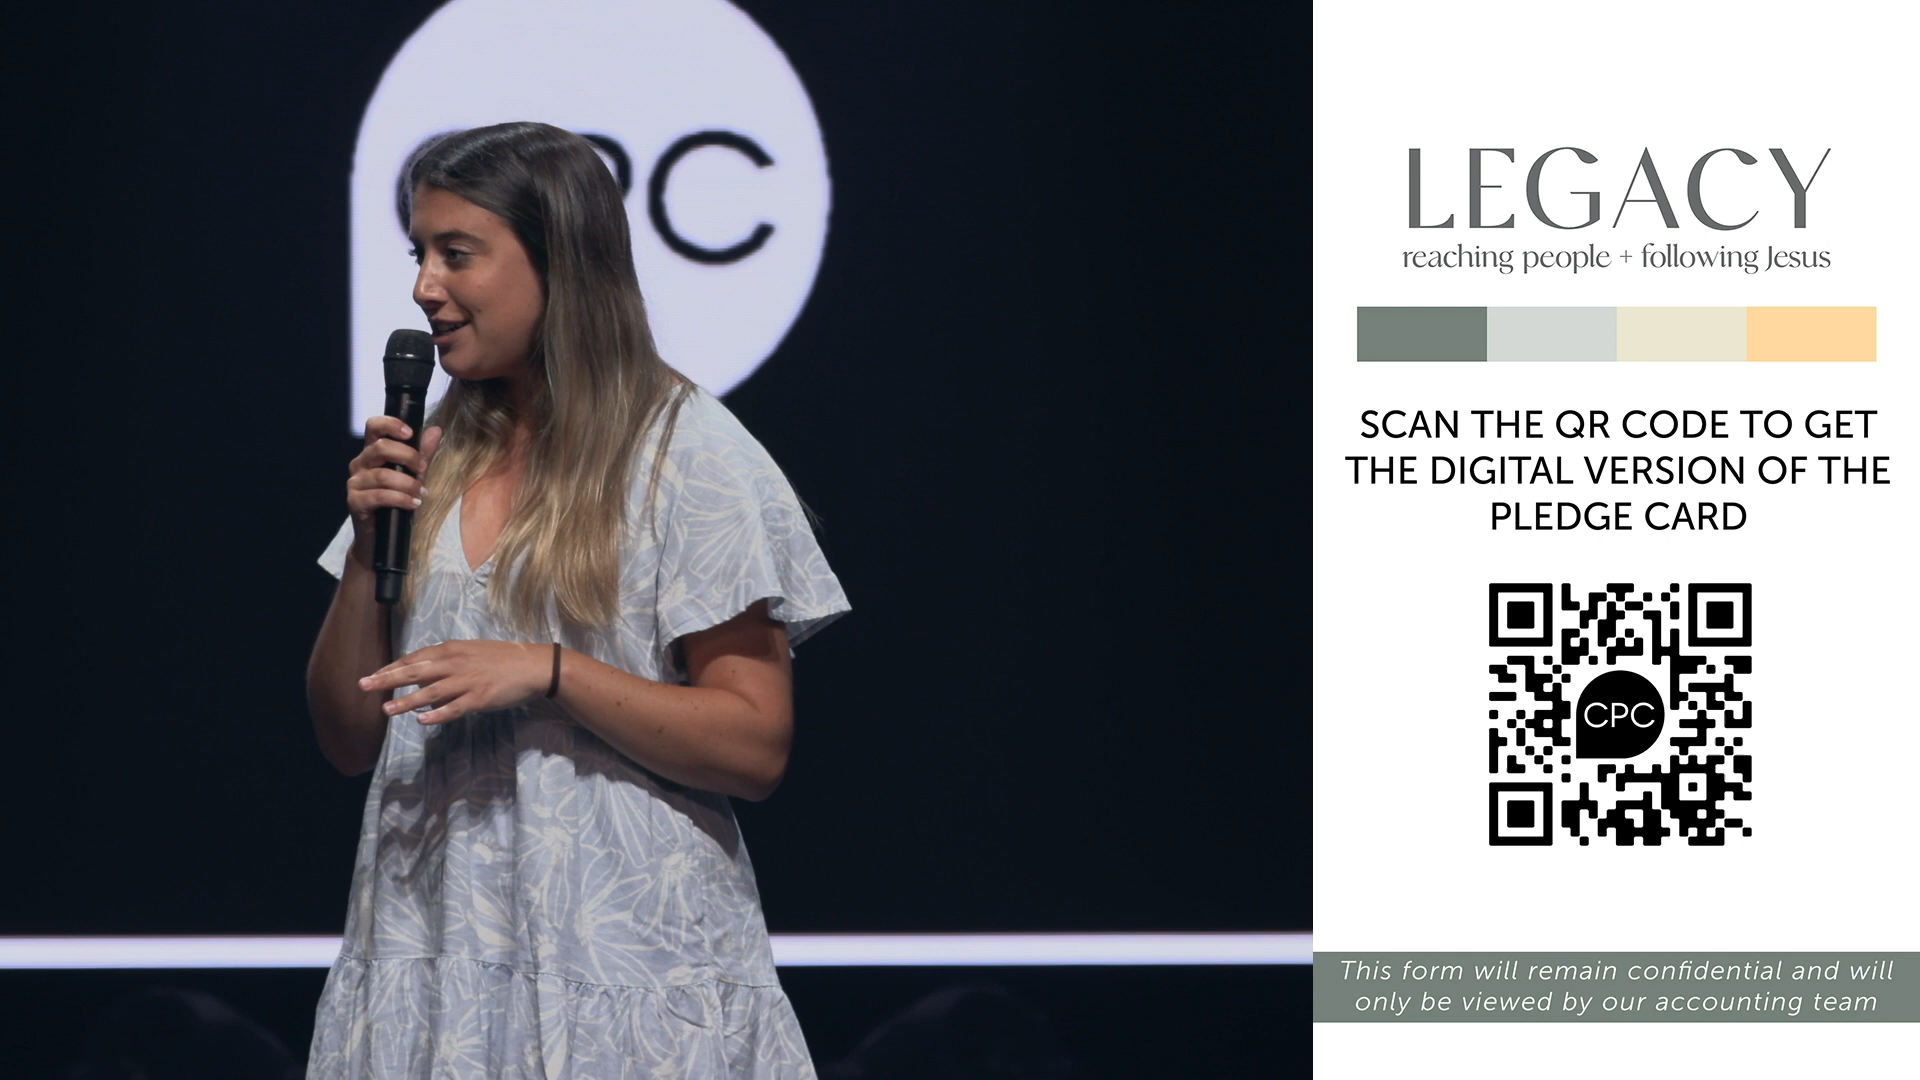 PC
LEGACY
reaching people + following Jesus
SCAN THE QR CODE TO GET
THE DIGITAL VERSION OF THE
PLEDGE CARD
CPC
This form will remain confidential and will
only be viewed by our accounting team